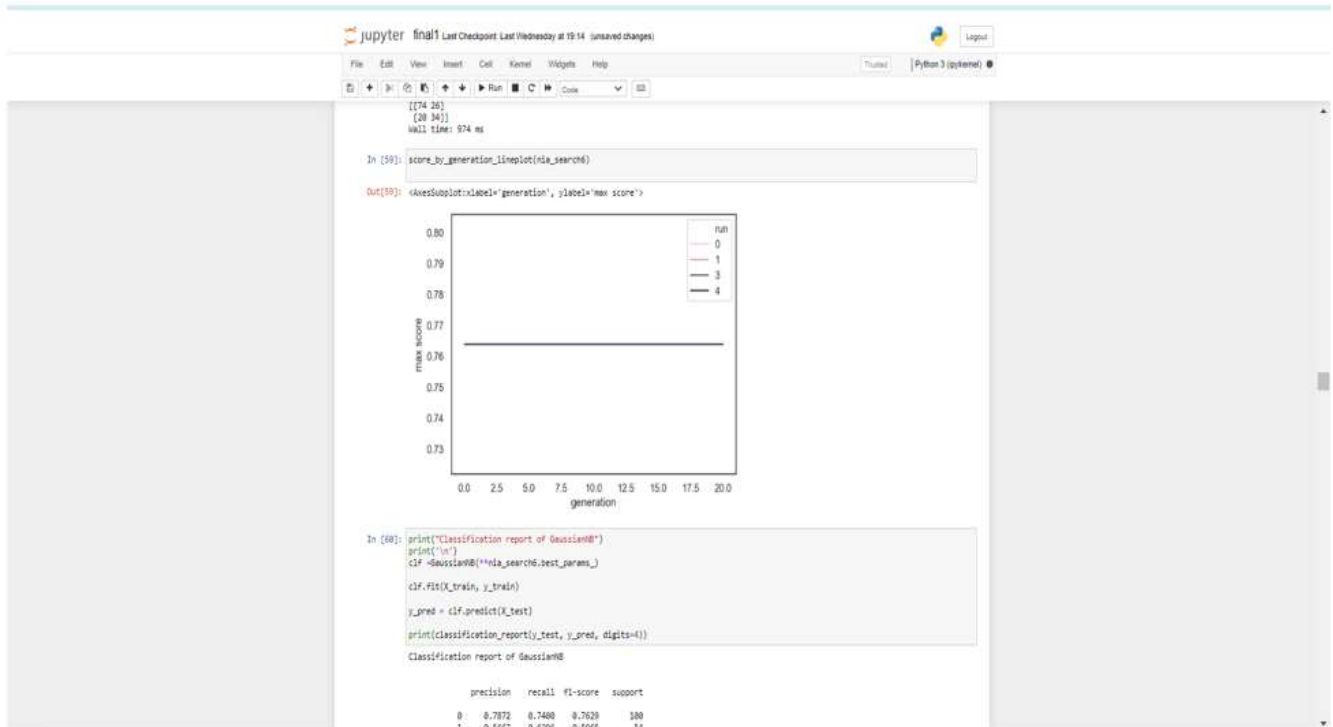 jupyter final1 Last Checkpoint: Last Wednesday at 19:14 (unsaved changes)
Logout
File Edit View Insert Cell Kernel Widgets Help
Trusted Python 3 (ipykernel)
Run Code
[[74 26]
[20 34]]
Wall time: 974 ms
In [59]: score_by_generation_lineplot(nia_search6)
Out[59]: <AxesSubplot:xlabel='generation', ylabel='max score'>
run
0
1
3
4
0.80
0.79
0.78
0.77
0.76
0.75
0.74
0.73
max score
0.0 2.5 5.0 7.5 10.0 12.5 15.0 17.5 20.0
generation
In [60]: print("Classification report of GaussianNB")
print('\n')
clf =GaussianNB(**nia_search6.best_params_)
clf.fit(X_train, y_train)
y_pred = clf.predict(X_test)
print(classification_report(y_test, y_pred, digits=4))
Classification report of GaussianNB
precision recall f1-score support
0 0.7872 0.7400 0.7629 100